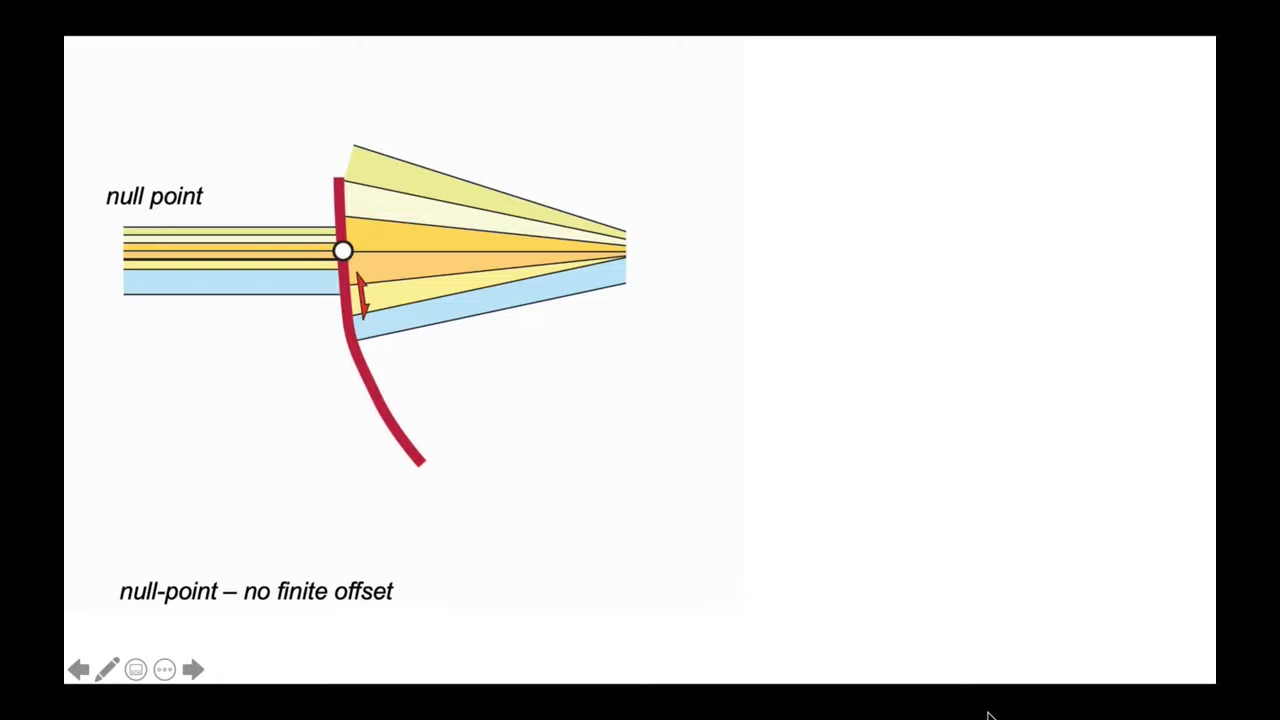 null point
null-point – no finite offset